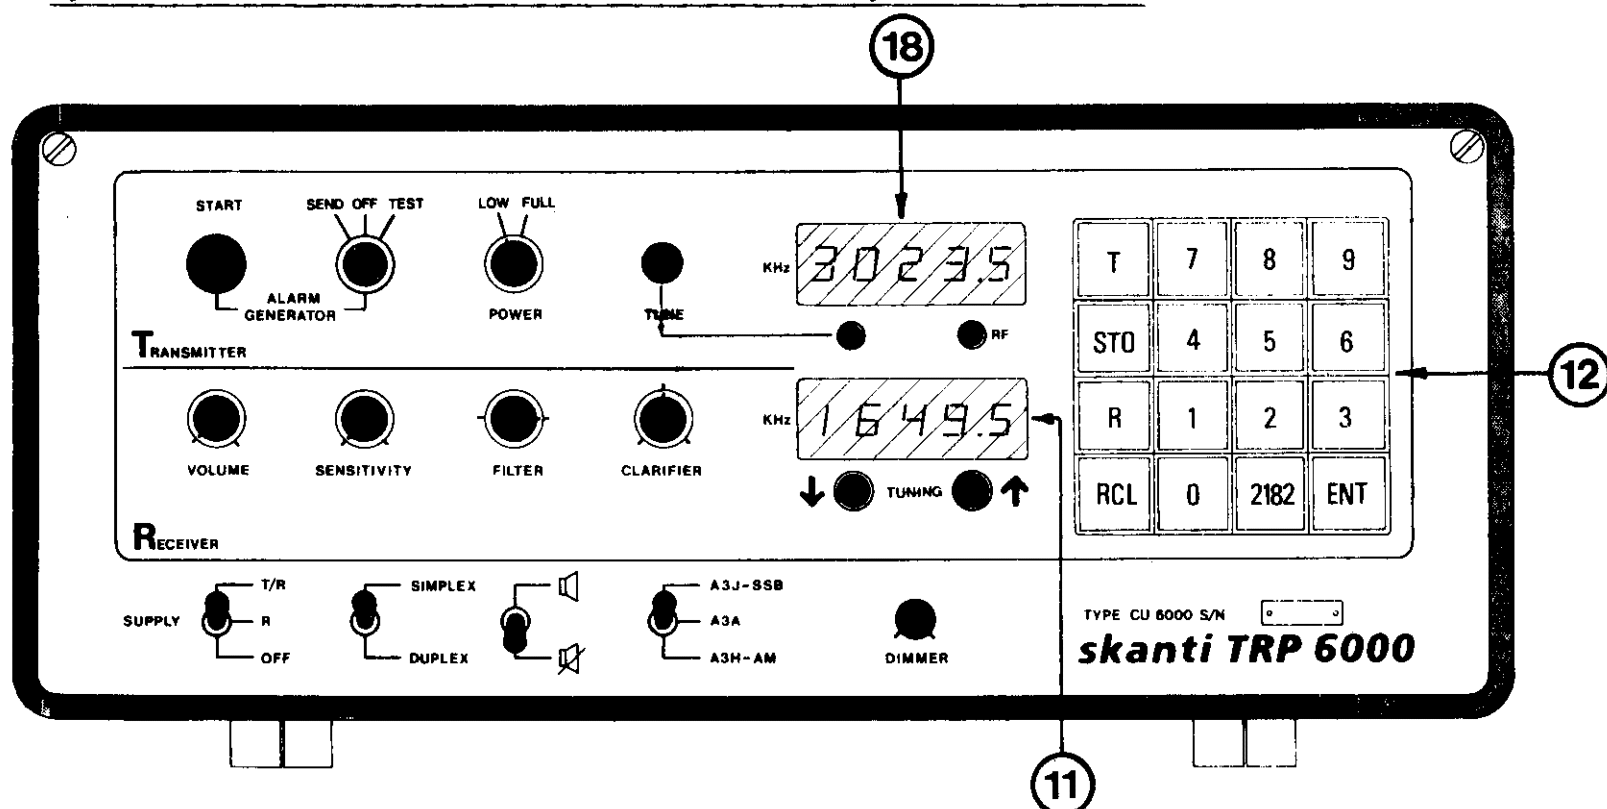 18
START
SEND OFF TEST
LOW FULL
ALARM
GENERATOR
POWER
TUNE
KHz
3023.5
RF
TRANSMITTER
KHz
1649.5
VOLUME
SENSITIVITY
FILTER
CLARIFIER
TUNING
RECEIVER
T 7 8 9
STO 4 5 6
R 1 2 3
RCL 0 2182 ENT
12
SUPPLY
T/R
R
OFF
SIMPLEX
DUPLEX
A3J-SSB
A3A
A3H-AM
DIMMER
TYPE CU 6000 S/N
skanti TRP 6000
11